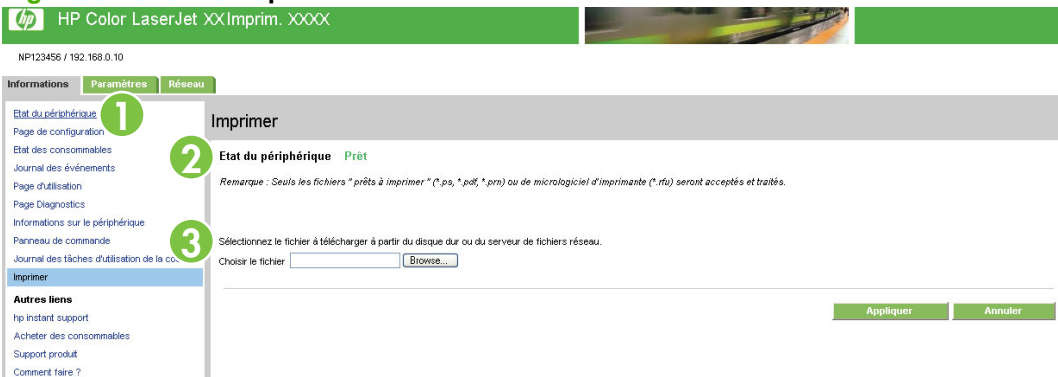 HP Color LaserJet XXImprim. XXXX
NP123456 / 192.168.0.10
Informations Paramètres Réseau
Etat du périphérique
Page de configuration
Etat des consommables
Journal des événements
Page d'utilisation
Page Diagnostics
Informations sur le périphérique
Panneau de commande
Journal des tâches d'utilisation de la
Imprimer
Autres liens
hp instant support
Acheter des consommables
Support produit
Comment faire ?
1
Imprimer
2
Etat du périphérique Prêt
Remarque : Seuls les fichiers " prêts à imprimer " (*.ps, *.pdf, *.prn) ou de micrologiciel d'imprimante (*.rfu) seront acceptés et traités.
3
Sélectionnez le fichier à télécharger à partir du disque dur ou du serveur de fichiers réseau.
Choisir le fichier Browse...
Appliquer Annuler